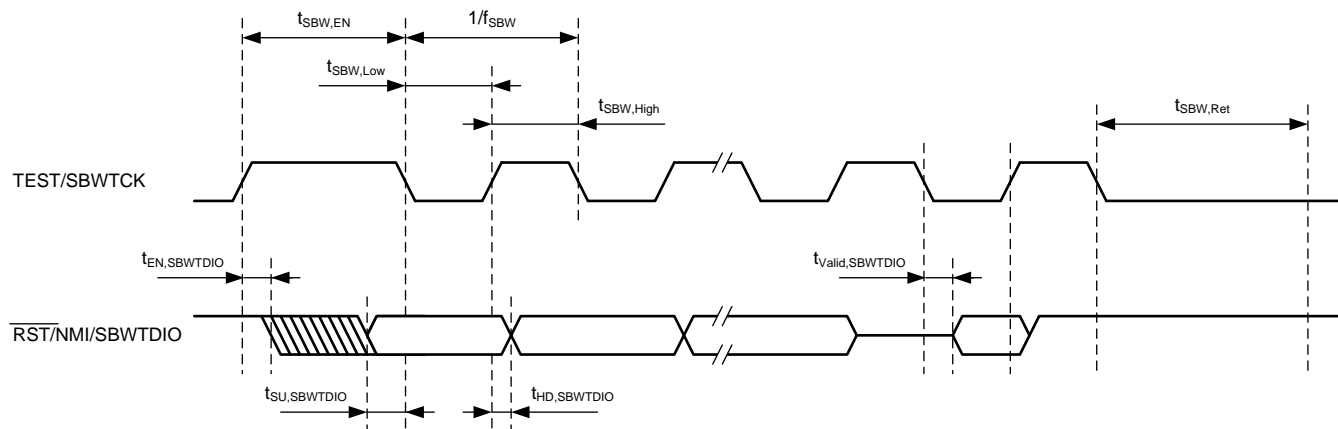 tSBW,EN
1/fSBW
tSBW,Low
tSBW,High
tSBW,Ret
TEST/SBWTCK
tEN,SBWTDIO
tValid,SBWTDIO
RST/NMI/SBWTDIO
tSU,SBWTDIO
tHD,SBWTDIO